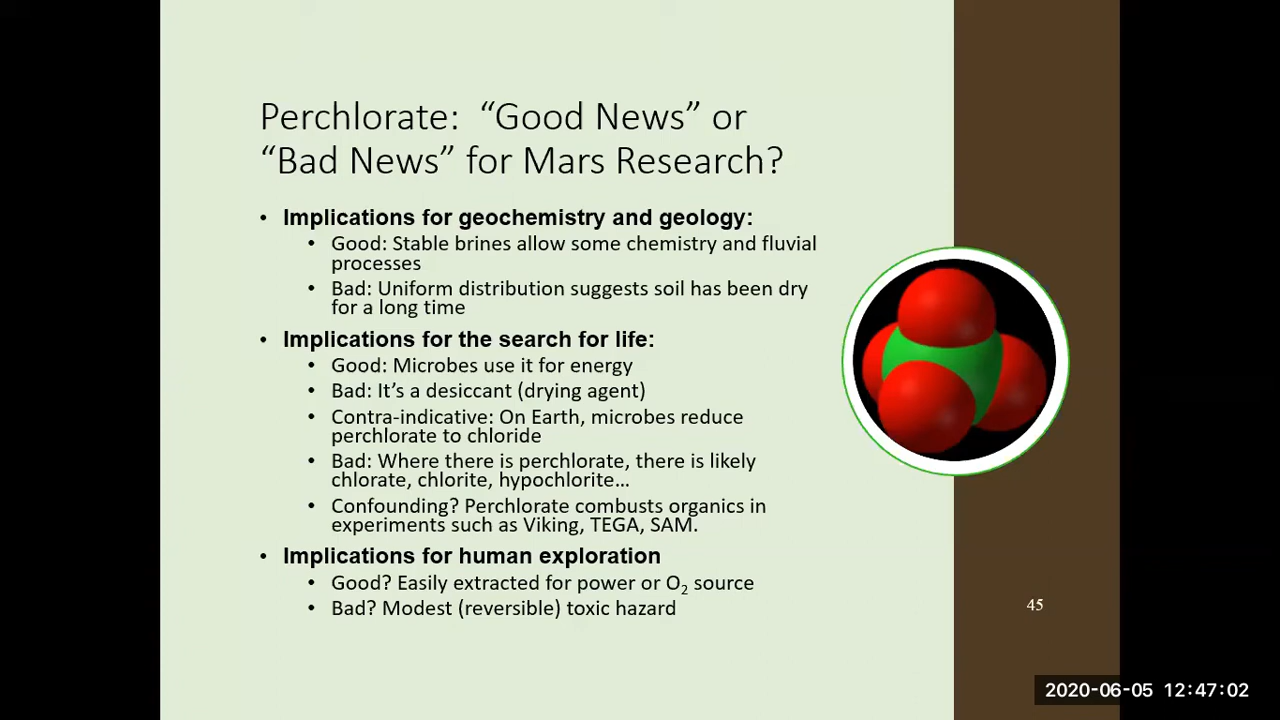 Perchlorate:  “Good News” or
“Bad News” for Mars Research?
• Implications for geochemistry and geology:
• Good: Stable brines allow some chemistry and fluvial
processes
• Bad: Uniform distribution suggests soil has been dry
for a long time
• Implications for the search for life:
• Good: Microbes use it for energy
• Bad: It’s a desiccant (drying agent)
• Contra-indicative: On Earth, microbes reduce
perchlorate to chloride
• Bad: Where there is perchlorate, there is likely
chlorate, chlorite, hypochlorite…
• Confounding? Perchlorate combusts organics in
experiments such as Viking, TEGA, SAM.
• Implications for human exploration
• Good? Easily extracted for power or O₂ source
• Bad? Modest (reversible) toxic hazard
45
2020-06-05 12:47:02